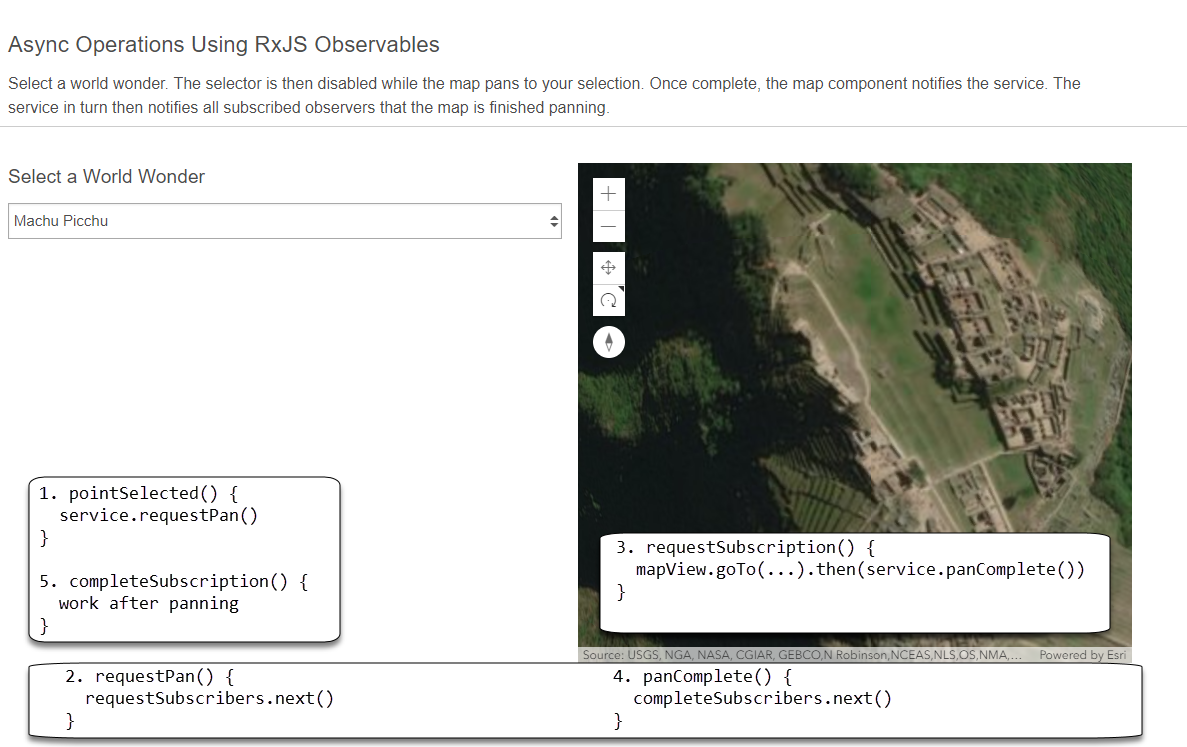 Async Operations Using RxJS Observables
Select a world wonder. The selector is then disabled while the map pans to your selection. Once complete, the map component notifies the service. The
service in turn then notifies all subscribed observers that the map is finished panning.
Select a World Wonder
Machu Picchu
1. pointSelected() {
service.requestPan()
}
5. completeSubscription() {
work after panning
}
3. requestSubscription() {
mapView.goTo(...).then(service.panComplete())
}
Source: USGS, NGA, NASA, CGIAR, GEBCO,N Robinson,NCEAS,NLS,OS,NMA,... Powered by Esri
2. requestPan() {
requestSubscribers.next()
}
4. panComplete() {
completeSubscribers.next()
}